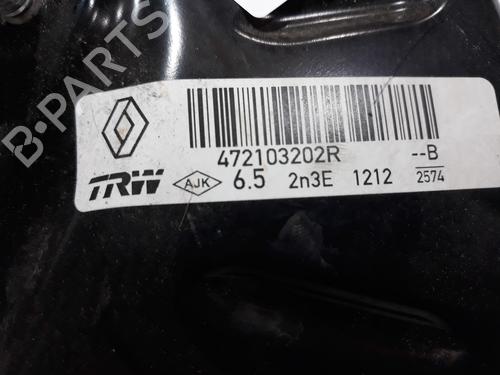 B-PARTS
472103202R --B
TRW AJK 6.5 2n3E 1212 2574